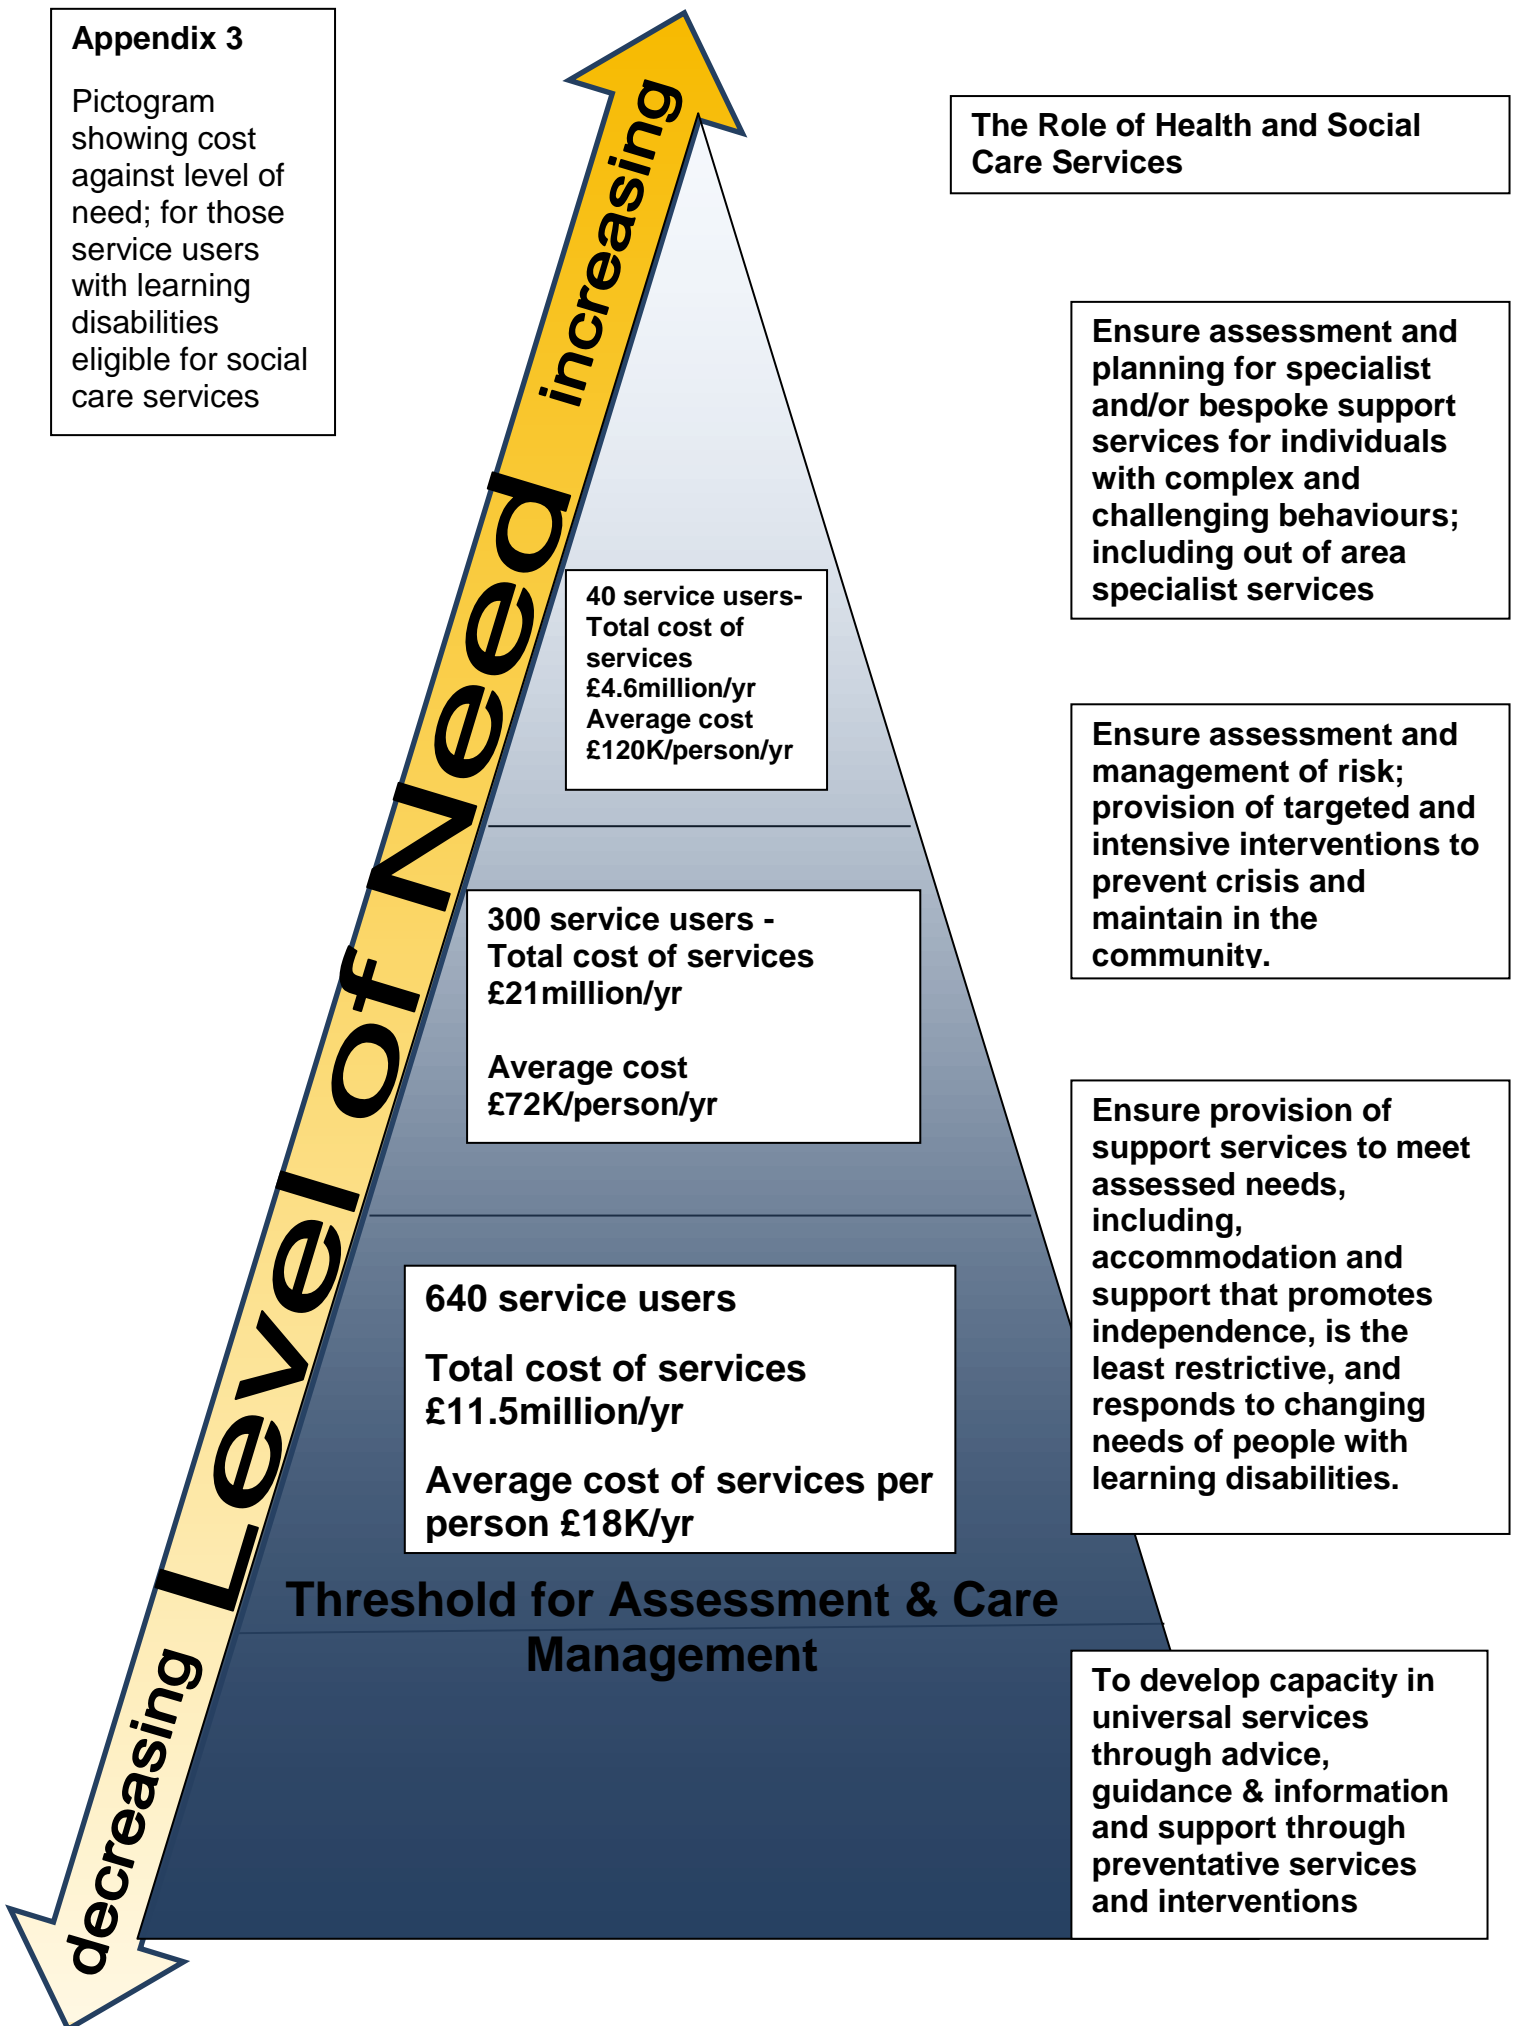 Appendix 3
Pictogram
showing cost
against level of
need; for those
service users
with learning
disabilities
eligible for social
care services
The Role of Health and Social
Care Services
decreasing Level of Need increasing
40 service users-
Total cost of
services
£4.6million/yr
Average cost
£120K/person/yr
Ensure assessment and
planning for specialist
and/or bespoke support
services for individuals
with complex and
challenging behaviours;
including out of area
specialist services
300 service users -
Total cost of services
£21million/yr
Average cost
£72K/person/yr
Ensure assessment and
management of risk;
provision of targeted and
intensive interventions to
prevent crisis and
maintain in the
community.
640 service users
Total cost of services
£11.5million/yr
Average cost of services per
person £18K/yr
Ensure provision of
support services to meet
assessed needs,
including,
accommodation and
support that promotes
independence, is the
least restrictive, and
responds to changing
needs of people with
learning disabilities.
Threshold for Assessment & Care
Management
To develop capacity in
universal services
through advice,
guidance & information
and support through
preventative services
and interventions